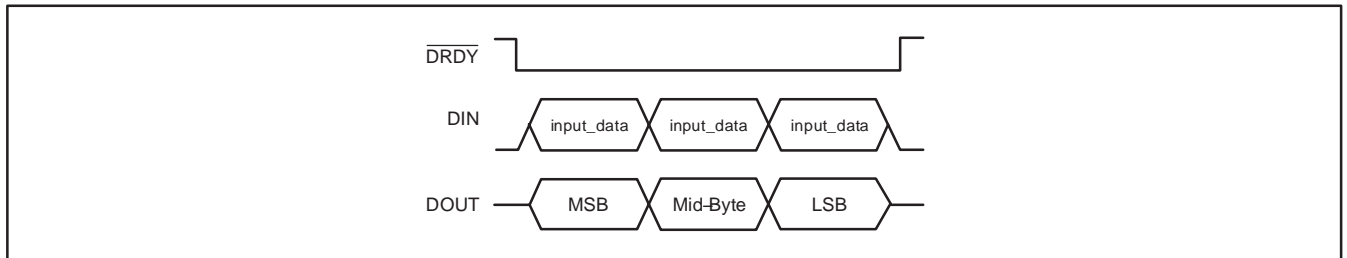 DRDY
DIN input_data input_data input_data
DOUT MSB Mid-Byte LSB